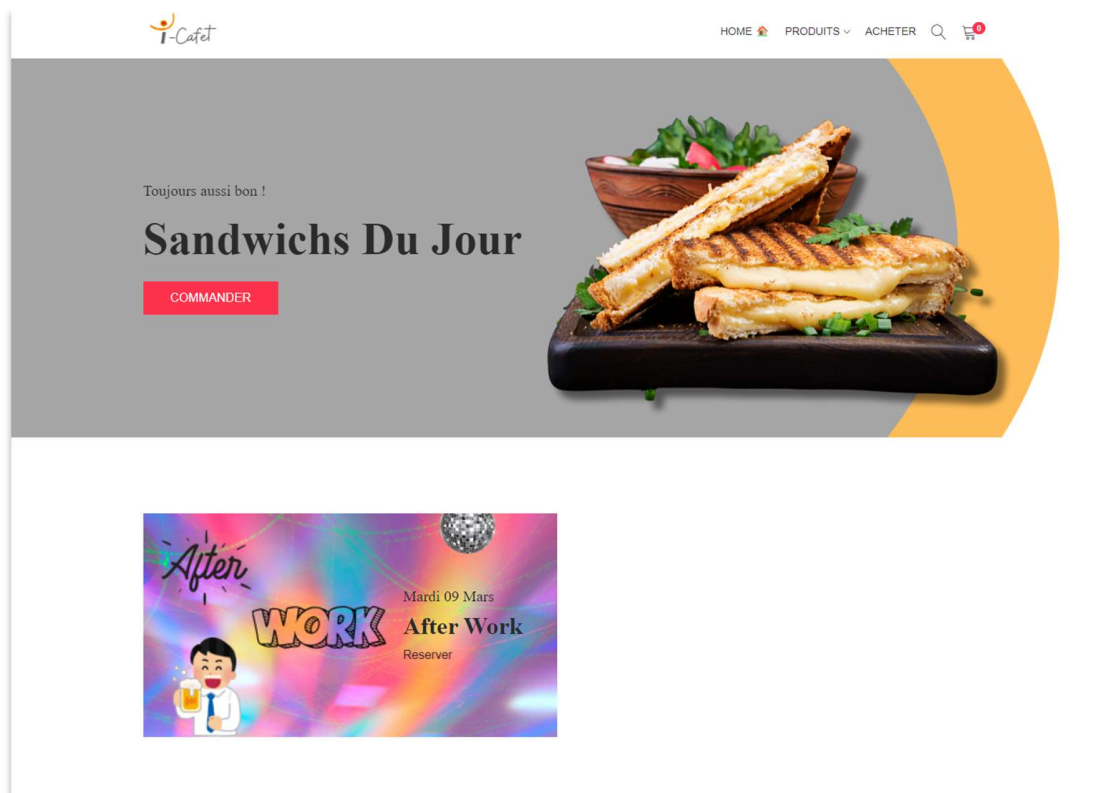 i-Cafet
HOME PRODUITS ACHETER 0
Toujours aussi bon !
Sandwichs Du Jour
COMMANDER
After
WORK
Mardi 09 Mars
After Work
Reserver